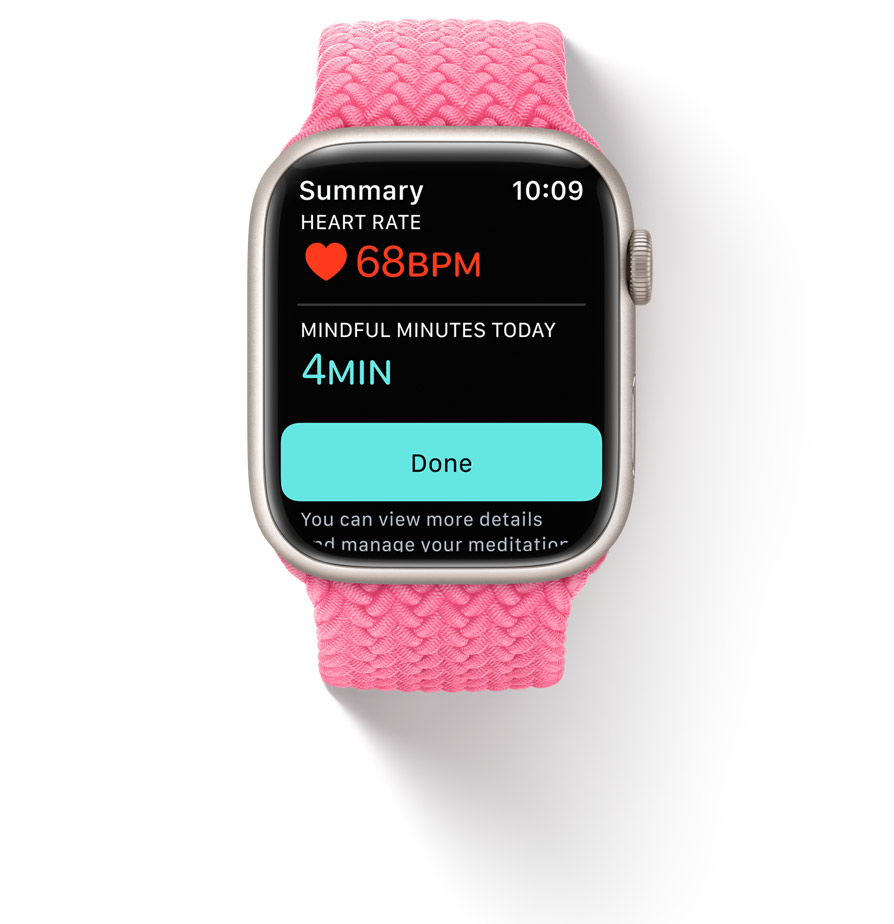 Summary 10:09
HEART RATE
68BPM
MINDFUL MINUTES TODAY
4MIN
Done
You can view more details
and manage your meditation